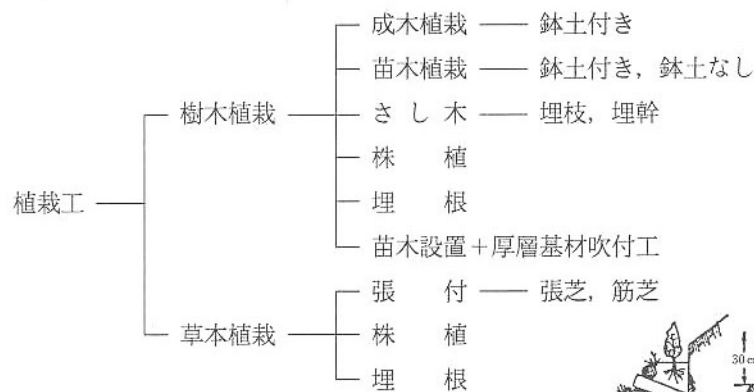 成木植栽 鉢土付き
苗木植栽 鉢土付き，鉢土なし
樹木植栽 さし木 埋枝，埋幹
株植
植栽工 埋根
苗木設置＋厚層基材吹付工
張付 張芝，筋芝
草本植栽 株植
埋根
30cm